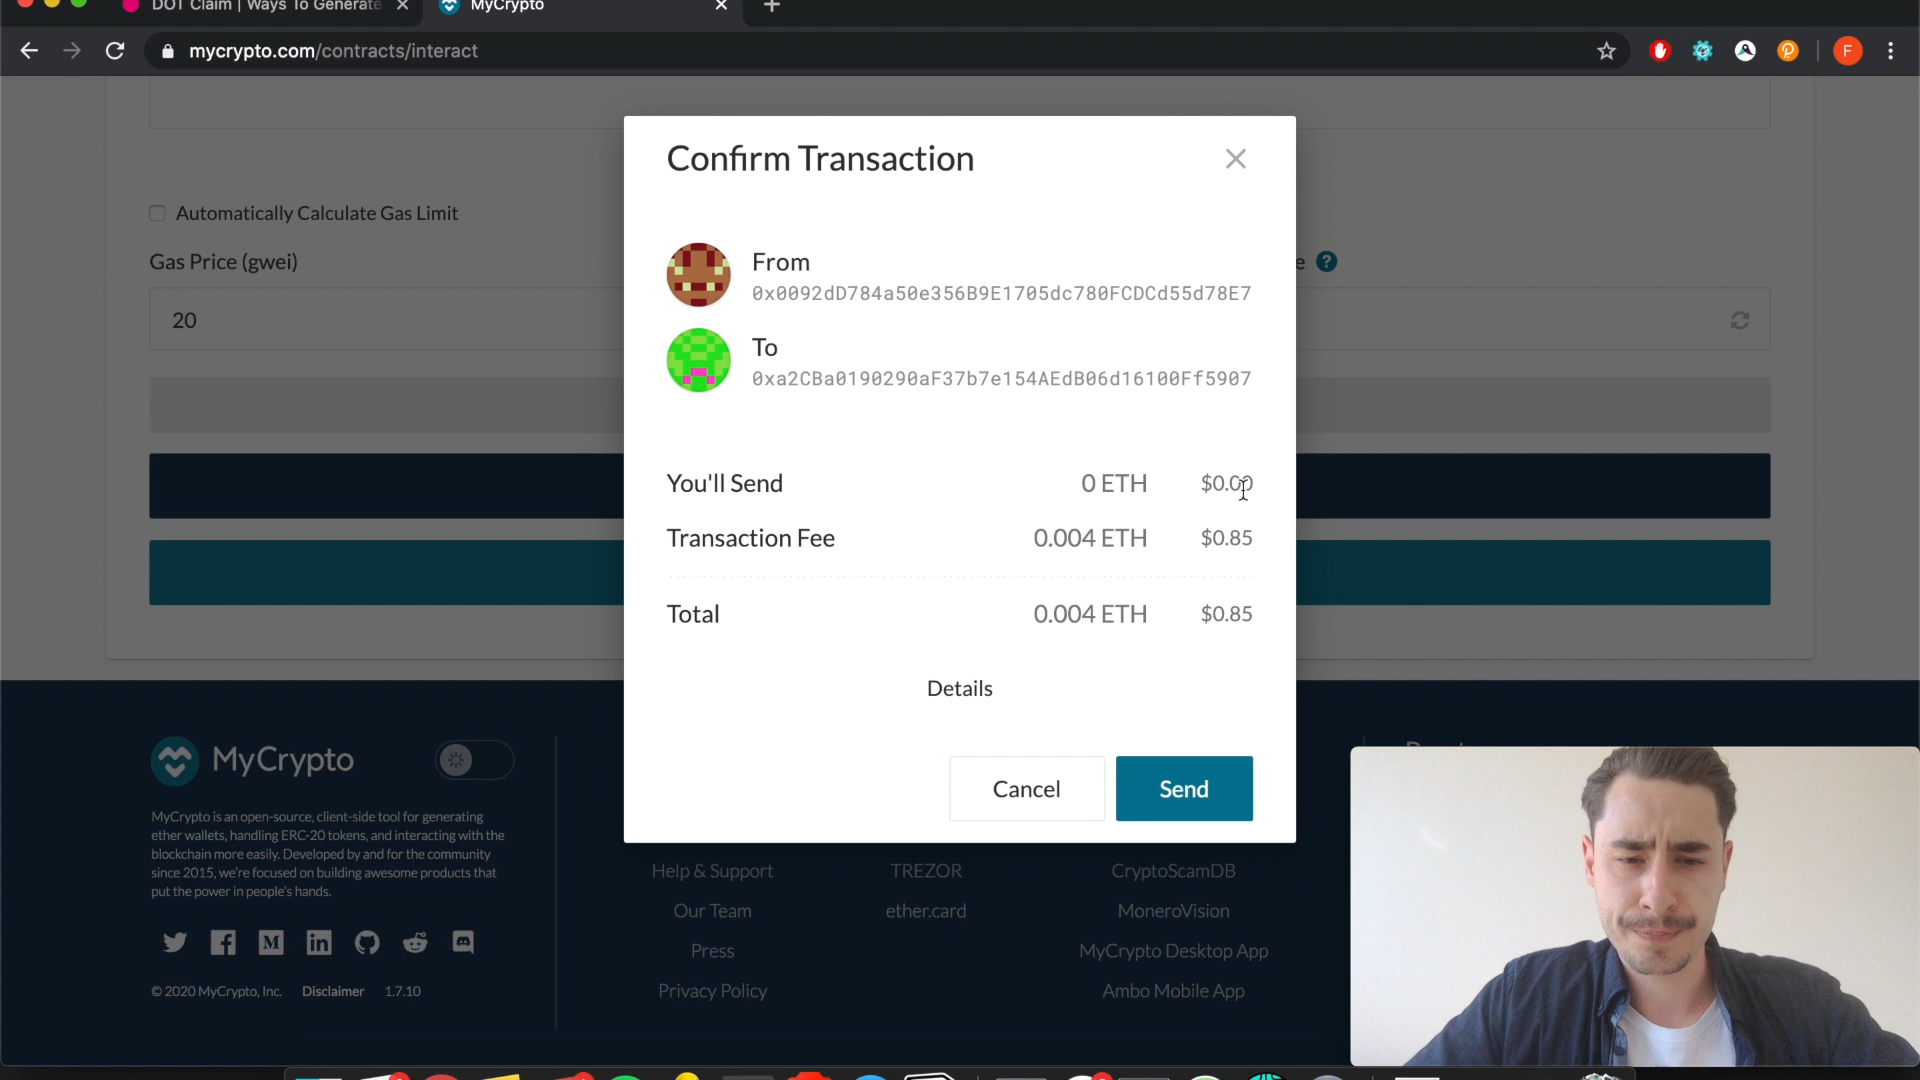 DOT Claim | Ways To Generate
MyCrypto
mycrypto.com/contracts/interact
F
Confirm Transaction
Automatically Calculate Gas Limit
Gas Price (gwei)
e ?
20
From
0x0092dD784a50e356B9E1705dc780FCDCd55d78E7
To
0xa2CBa0190290aF37b7e154AEdB06d16100Ff5907
You'll Send 0 ETH $0.00
Transaction Fee 0.004 ETH $0.85
Total 0.004 ETH $0.85
Details
Cancel Send
MyCrypto
MyCrypto is an open-source, client-side tool for generating
ether wallets, handling ERC-20 tokens, and interacting with the
blockchain more easily. Developed by and for the community
since 2015, we're focused on building awesome products that
put the power in people's hands.
© 2020 MyCrypto, Inc. Disclaimer 1.7.10
Help & Support
Our Team
Press
Privacy Policy
TREZOR
ether.card
CryptoScamDB
MoneroVision
MyCrypto Desktop App
Ambo Mobile App